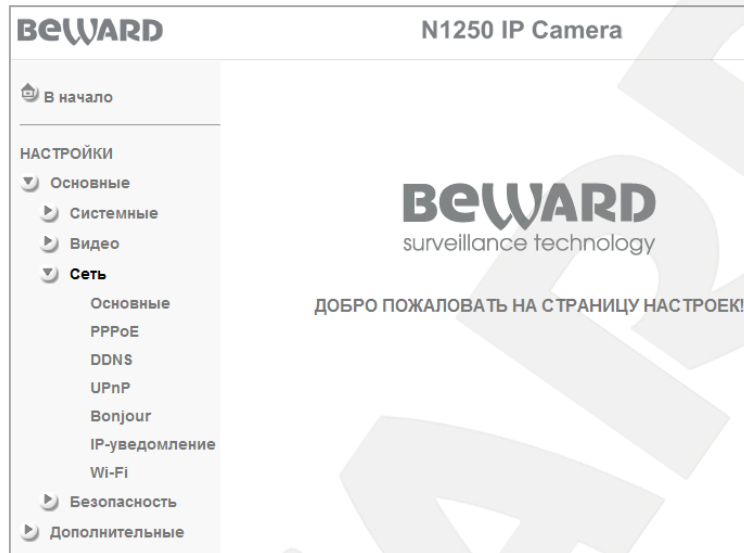 BEWARD
N1250 IP Camera
В начало
НАСТРОЙКИ
Основные
Системные
Видео
Сеть
Основные
PPPoE
DDNS
UPnP
Bonjour
IP-уведомление
Wi-Fi
Безопасность
Дополнительные
BEWARD
surveillance technology
ДОБРО ПОЖАЛОВАТЬ НА СТРАНИЦУ НАСТРОЕК!